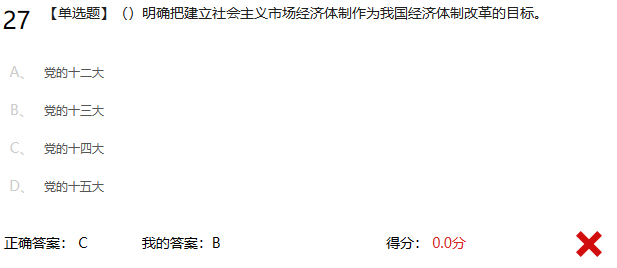 27 【单选题】（）明确把建立社会主义市场经济体制作为我国经济体制改革的目标。
A、 党的十二大
B、 党的十三大
C、 党的十四大
D、 党的十五大
正确答案： C 我的答案：B 得分： 0.0分